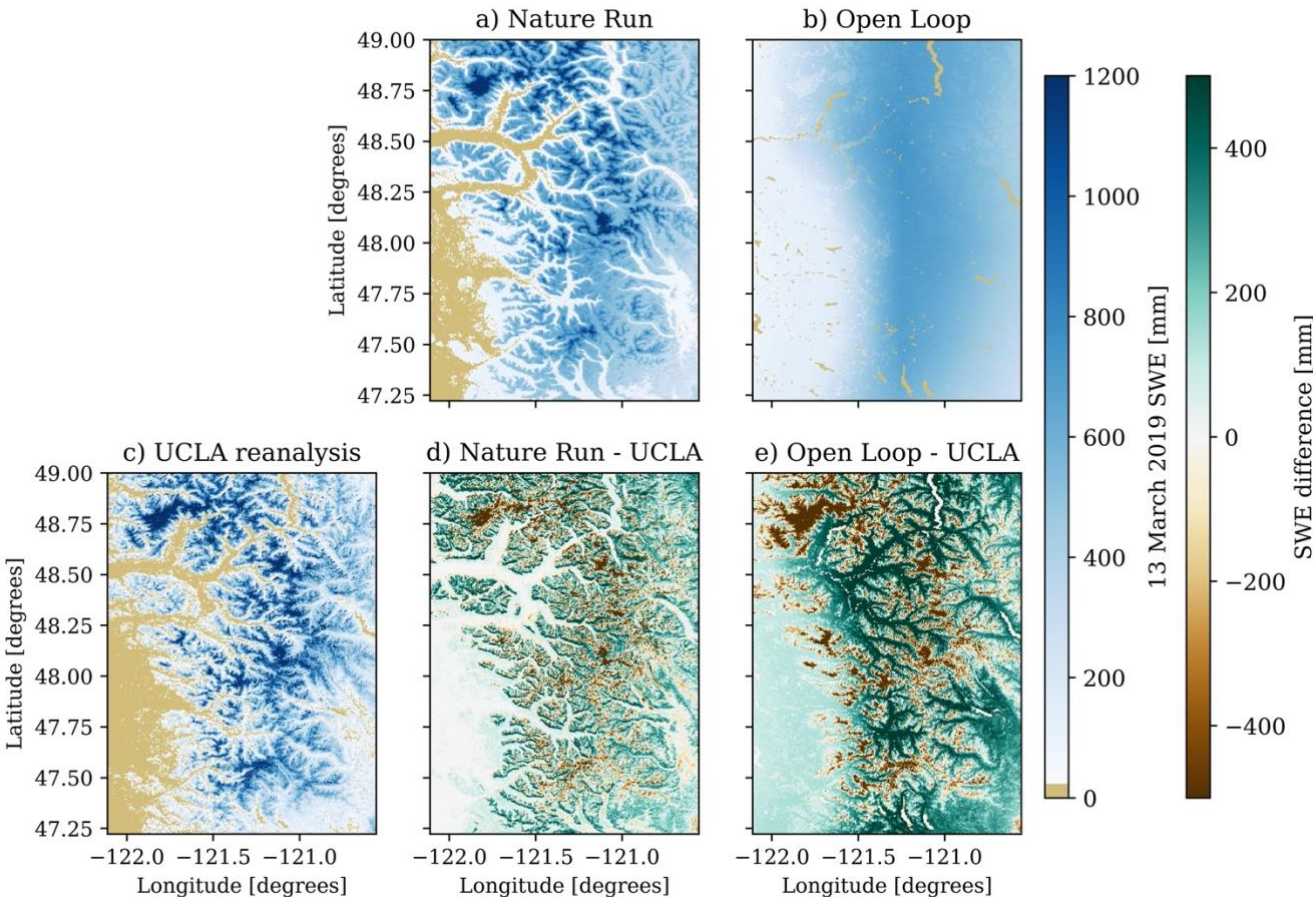 a) Nature Run
b) Open Loop
49.00
48.75
48.50
48.25
48.00
47.75
47.50
47.25
Latitude [degrees]
1200
1000
800
600
400
200
0
13 March 2019 SWE [mm]
400
200
0
−200
−400
SWE difference [mm]
c) UCLA reanalysis
d) Nature Run - UCLA
e) Open Loop - UCLA
49.00
48.75
48.50
48.25
48.00
47.75
47.50
47.25
Latitude [degrees]
−122.0 −121.5 −121.0
−122.0 −121.5 −121.0
−122.0 −121.5 −121.0
Longitude [degrees]
Longitude [degrees]
Longitude [degrees]